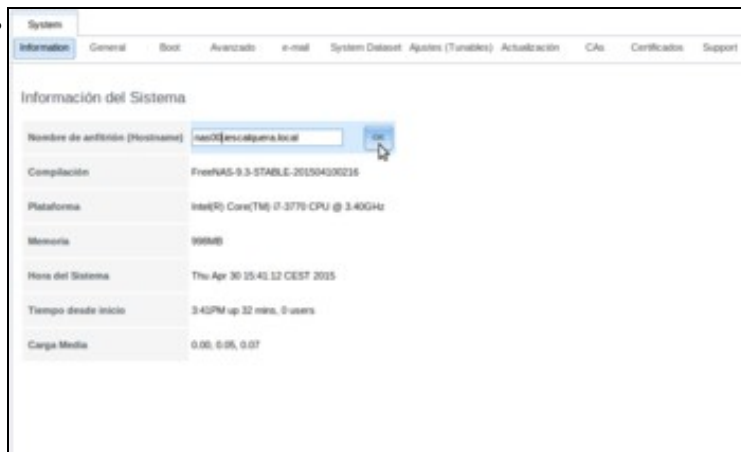 System
Information General Boot Avanzado e-mail System Dataset Ajustes (Tunables) Actualización CAs Certificados Support
Información del Sistema
Nombre de anfitrión (Hostname) nas00.iescalquera.local OK
Compilación FreeNAS-9.3-STABLE-201504100216
Plataforma Intel(R) Core(TM) i7-3770 CPU @ 3.40GHz
Memoria 998MB
Hora del Sistema Thu Apr 30 15:41:12 CEST 2015
Tiempo desde inicio 3:41PM up 32 mins, 0 users
Carga Media 0.00, 0.05, 0.07